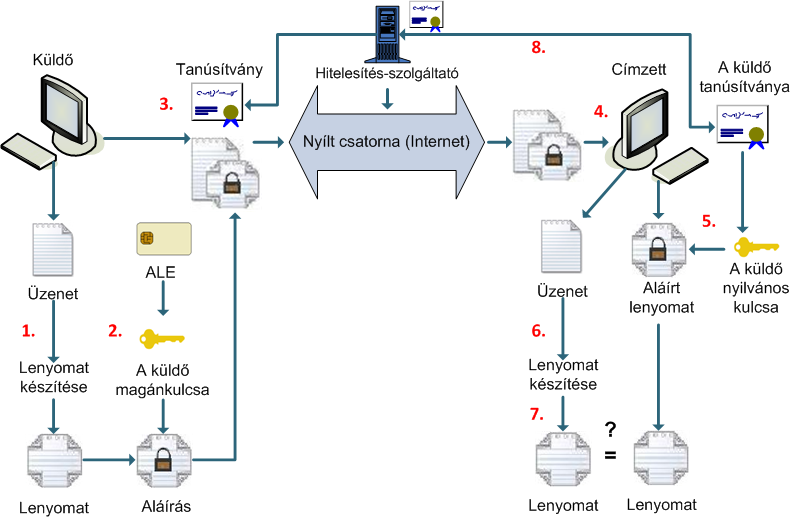 Küldő
Tanúsítvány
3.
Hitelesítés-szolgáltató
8.
Címzett
A küldő
tanúsítványa
4.
Nyílt csatorna (Internet)
ALE
Üzenet
1.
2.
Lenyomat
készítése
A küldő
magánkulcsa
Lenyomat
Aláírás
Üzenet
5.
Aláírt
lenyomat
A küldő
nyilvános
kulcsa
6.
Lenyomat
készítése
7.
?
=
Lenyomat
Lenyomat